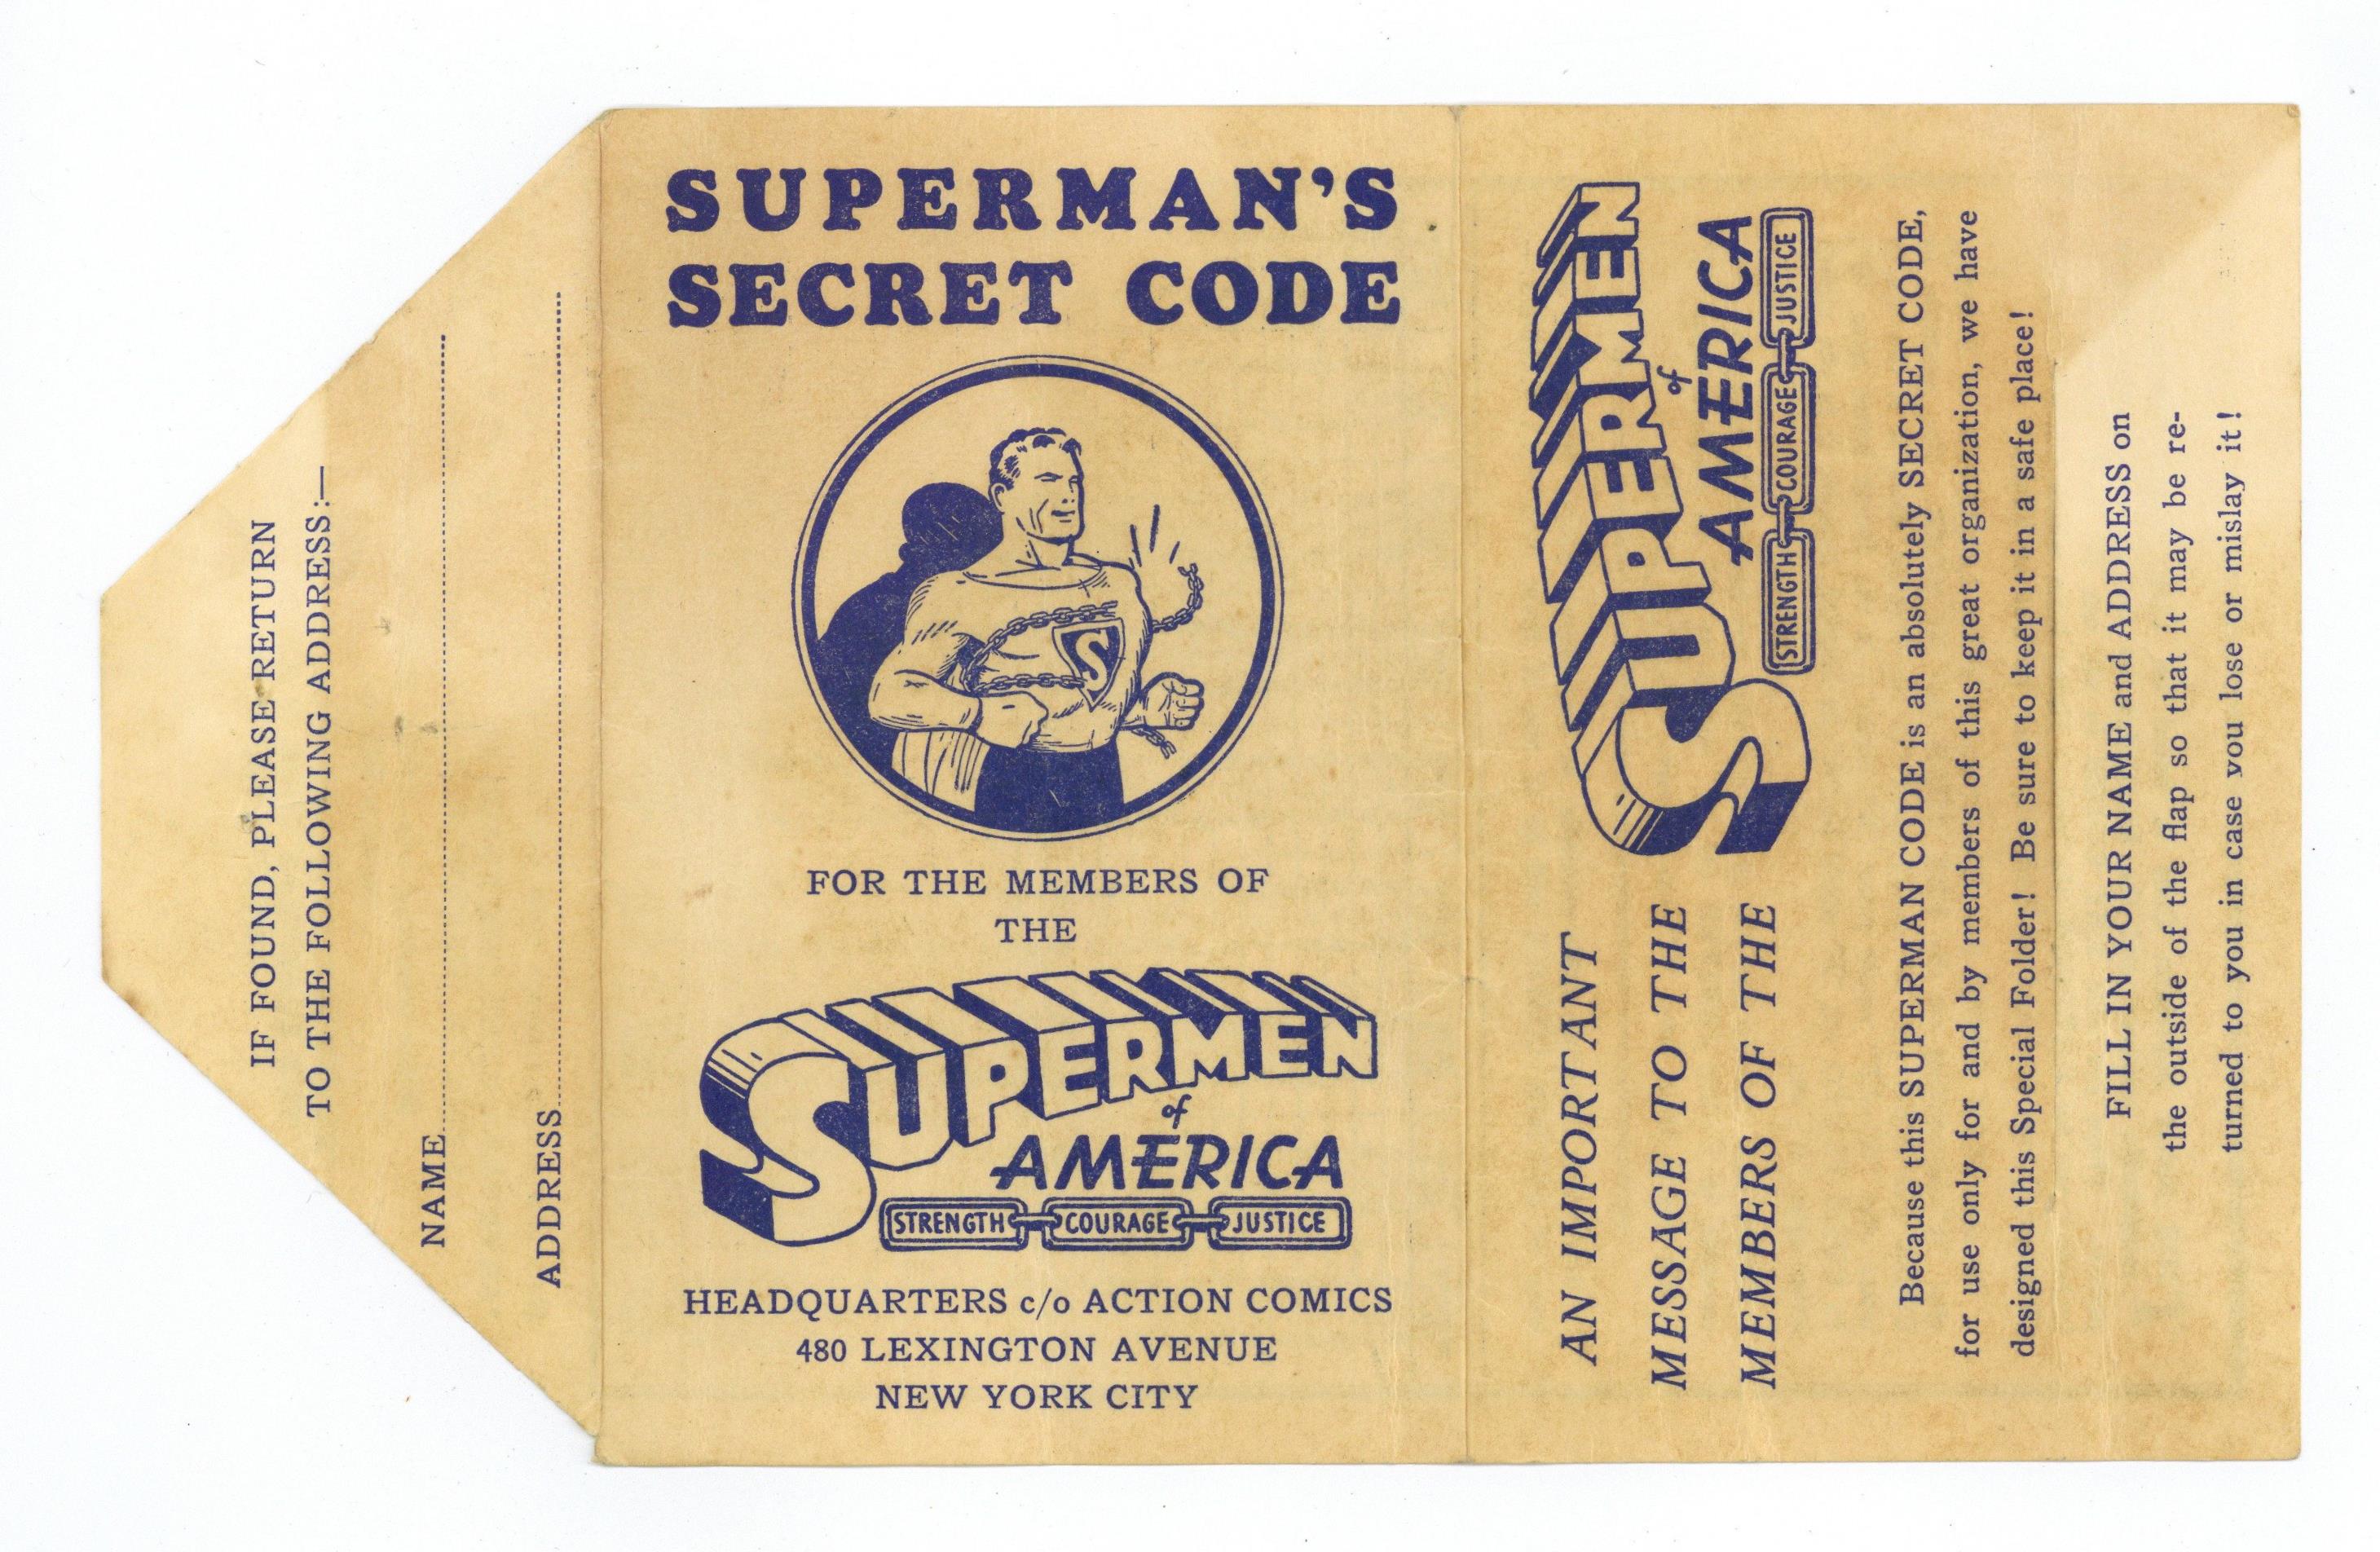 IF FOUND, PLEASE RETURN
TO THE FOLLOWING ADDRESS:—
NAME
ADDRESS
SUPERMAN'S
SECRET CODE
S
FOR THE MEMBERS OF
THE
SUPERMEN
of
AMERICA
STRENGTH COURAGE JUSTICE
HEADQUARTERS c/o ACTION COMICS
480 LEXINGTON AVENUE
NEW YORK CITY
AN IMPORTANT
MESSAGE TO THE
MEMBERS OF THE
SUPERMEN
of
AMERICA
STRENGTH COURAGE JUSTICE
Because this SUPERMAN CODE is an absolutely SECRET CODE,
for use only for and by members of this great organization, we have
designed this Special Folder! Be sure to keep it in a safe place!
FILL IN YOUR NAME and ADDRESS on
the outside of the flap so that it may be re-
turned to you in case you lose or mislay it!